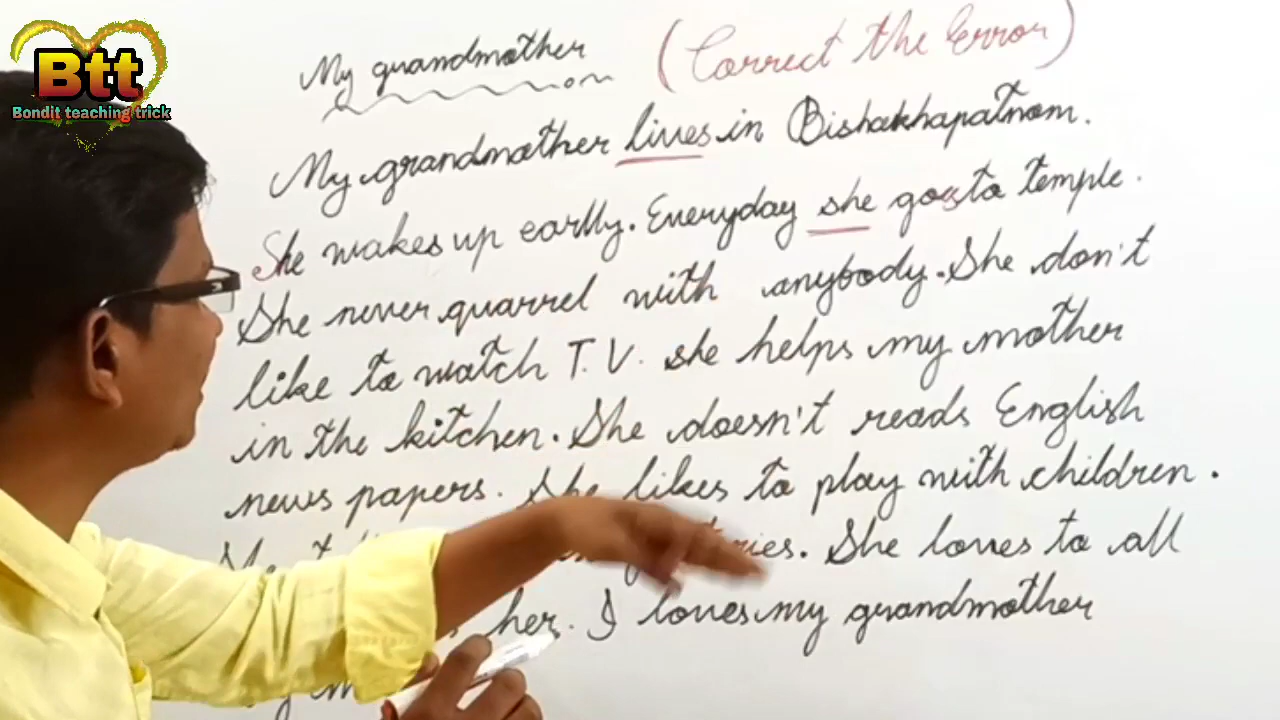 Btt
Bondit teaching trick
My grandmother (Correct the Error)
My grandmother lives in Bishakhapatnam.
She wakes up earlly. Everyday she goes to temple.
She never quarrel with anybody. She don't
like to watch T.V. she helps my mother
in the kitchen. She doesn't reads English
news papers. She likes to play with children.
She She loves to all
her. I loves my grandmother